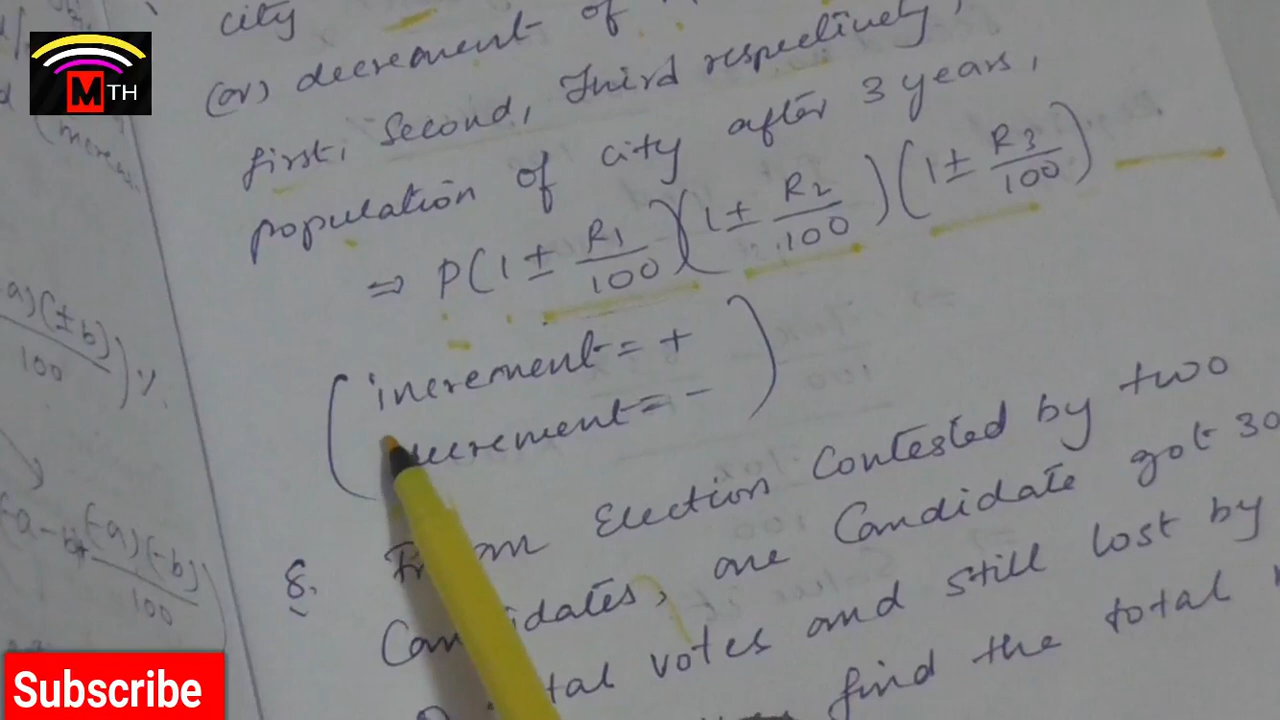 city
(or) decrement of
first, Second, Third respectively,
population of city after 3 years,
⇒ P(1 ± R1/100)(1 ± R2/100)(1 ± R3/100)
(increment = +
decrement = -)
8. Election Contested by two
Candidates, one Candidate got 30
votes and still lost by
find the total
MTH
a)(±b)
100
)%
(-a)(-b)
100
Subscribe